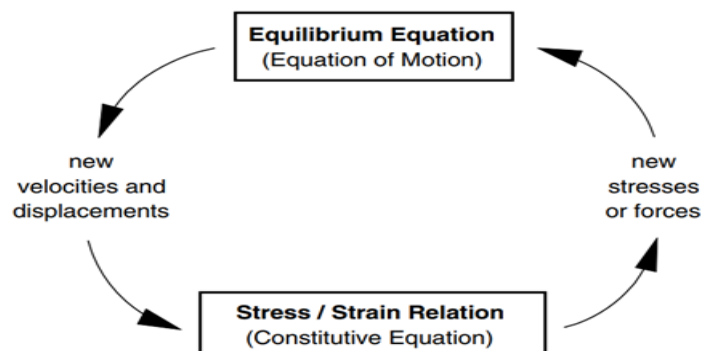 Equilibrium Equation
(Equation of Motion)
new
velocities and
displacements
new
stresses
or forces
Stress / Strain Relation
(Constitutive Equation)